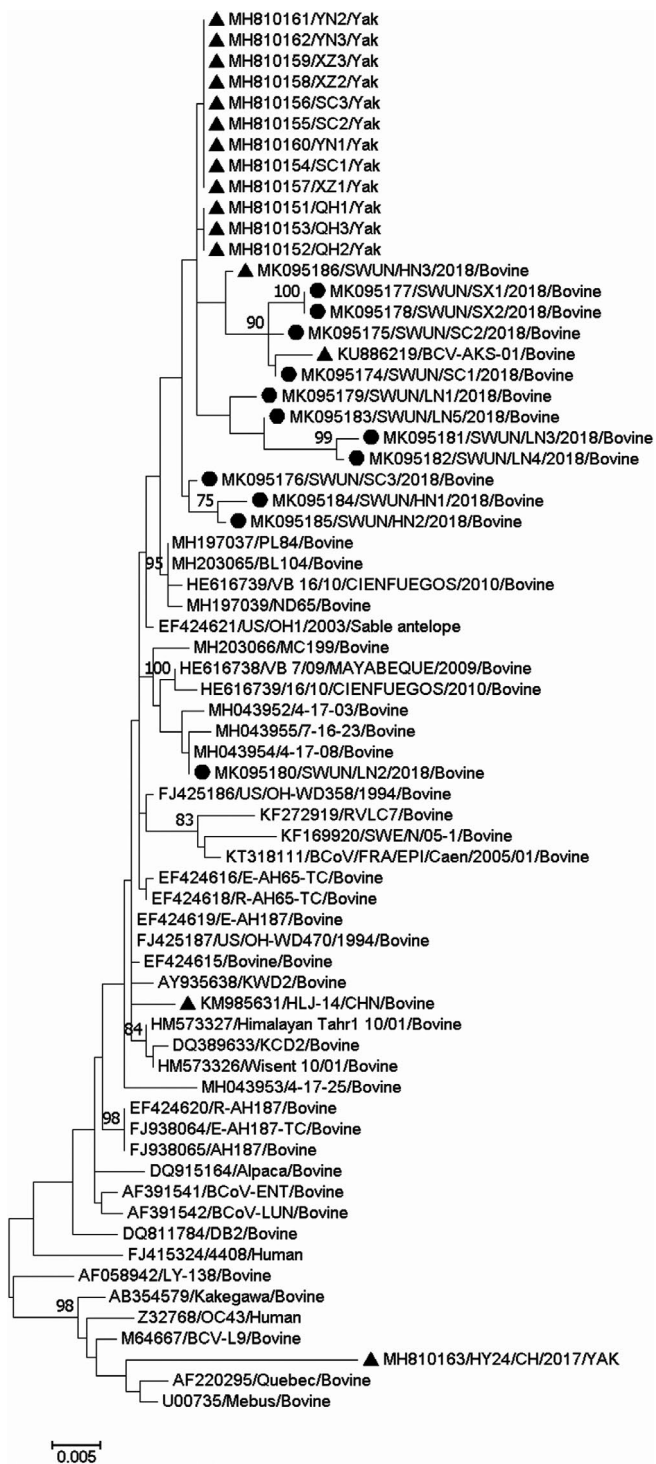 MH810161/YN2/Yak
MH810162/YN3/Yak
MH810159/XZ3/Yak
MH810158/XZ2/Yak
MH810156/SC3/Yak
MH810155/SC2/Yak
MH810160/YN1/Yak
MH810154/SC1/Yak
MH810157/XZ1/Yak
MH810151/QH1/Yak
MH810153/QH3/Yak
MH810152/QH2/Yak
MK095186/SWUN/HN3/2018/Bovine
100 MK095177/SWUN/SX1/2018/Bovine
MK095178/SWUN/SX2/2018/Bovine
90 MK095175/SWUN/SC2/2018/Bovine
KU886219/BCV-AKS-01/Bovine
MK095174/SWUN/SC1/2018/Bovine
MK095179/SWUN/LN1/2018/Bovine
MK095183/SWUN/LN5/2018/Bovine
99 MK095181/SWUN/LN3/2018/Bovine
MK095182/SWUN/LN4/2018/Bovine
MK095176/SWUN/SC3/2018/Bovine
75 MK095184/SWUN/HN1/2018/Bovine
MK095185/SWUN/HN2/2018/Bovine
MH197037/PL84/Bovine
95 MH203065/BL104/Bovine
HE616739/VB 16/10/CIENFUEGOS/2010/Bovine
MH197039/ND65/Bovine
EF424621/US/OH1/2003/Sable antelope
MH203066/MC199/Bovine
100 HE616738/VB 7/09/MAYABEQUE/2009/Bovine
HE616739/16/10/CIENFUEGOS/2010/Bovine
MH043952/4-17-03/Bovine
MH043955/7-16-23/Bovine
MH043954/4-17-08/Bovine
MK095180/SWUN/LN2/2018/Bovine
FJ425186/US/OH-WD358/1994/Bovine
83 KF272919/RVLC7/Bovine
KF169920/SWE/N/05-1/Bovine
KT318111/BCoV/FRA/EPI/Caen/2005/01/Bovine
EF424616/E-AH65-TC/Bovine
EF424618/R-AH65-TC/Bovine
EF424619/E-AH187/Bovine
FJ425187/US/OH-WD470/1994/Bovine
EF424615/Bovine/Bovine
AY935638/KWD2/Bovine
KM985631/HLJ-14/CHN/Bovine
84 HM573327/Himalayan Tahr1 10/01/Bovine
DQ389633/KCD2/Bovine
HM573326/Wisent 10/01/Bovine
MH043953/4-17-25/Bovine
98 EF424620/R-AH187/Bovine
FJ938064/E-AH187-TC/Bovine
FJ938065/AH187/Bovine
DQ915164/Alpaca/Bovine
AF391541/BCoV-ENT/Bovine
AF391542/BCoV-LUN/Bovine
DQ811784/DB2/Bovine
FJ415324/4408/Human
AF058942/LY-138/Bovine
98 AB354579/Kakegawa/Bovine
Z32768/OC43/Human
M64667/BCV-L9/Bovine
MH810163/HY24/CH/2017/YAK
AF220295/Quebec/Bovine
U00735/Mebus/Bovine
0.005